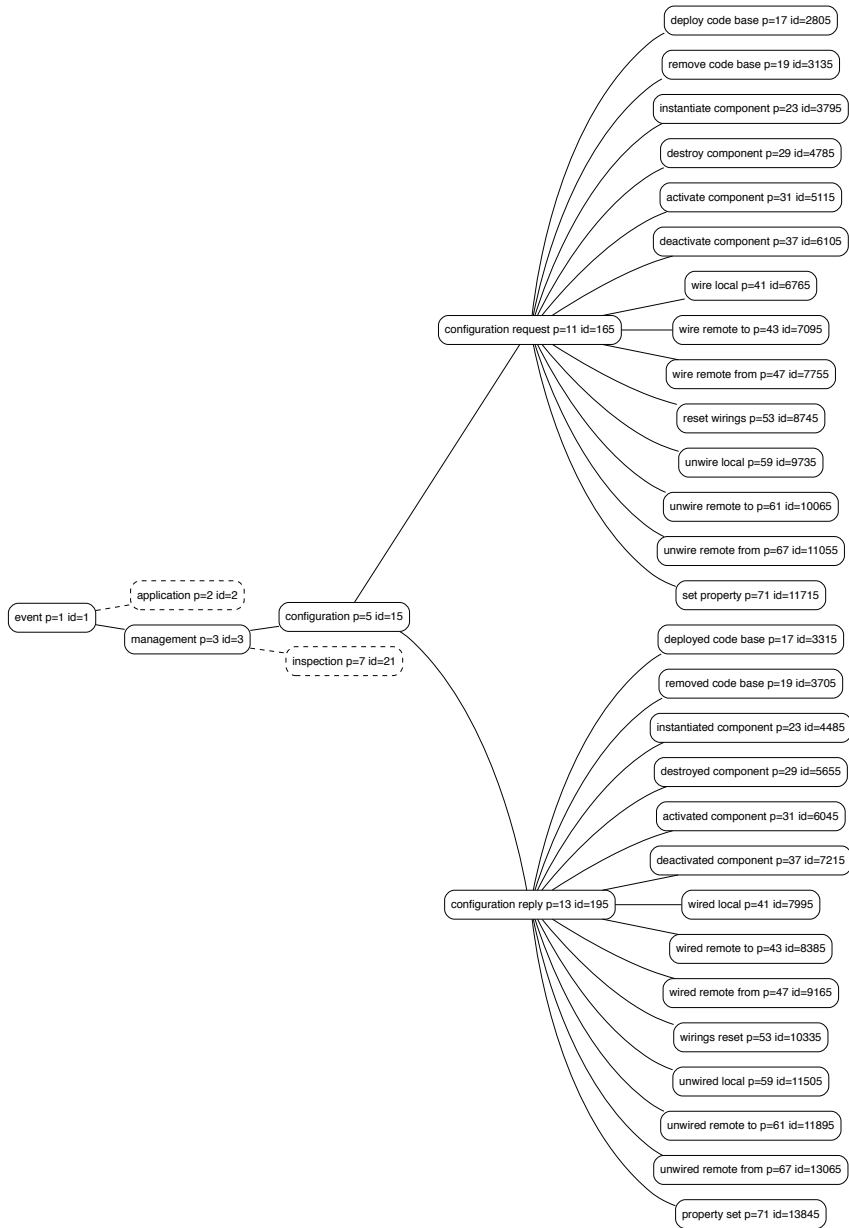 deploy code base p=17 id=2805
remove code base p=19 id=3135
instantiate component p=23 id=3795
destroy component p=29 id=4785
activate component p=31 id=5115
deactivate component p=37 id=6105
wire local p=41 id=6765
configuration request p=11 id=165
wire remote to p=43 id=7095
wire remote from p=47 id=7755
reset wirings p=53 id=8745
unwire local p=59 id=9735
unwire remote to p=61 id=10065
unwire remote from p=67 id=11055
set property p=71 id=11715
application p=2 id=2
event p=1 id=1
configuration p=5 id=15
management p=3 id=3
inspection p=7 id=21
deployed code base p=17 id=3315
removed code base p=19 id=3705
instantiated component p=23 id=4485
destroyed component p=29 id=5655
activated component p=31 id=6045
deactivated component p=37 id=7215
configuration reply p=13 id=195
wired local p=41 id=7995
wired remote to p=43 id=8385
wired remote from p=47 id=9165
wirings reset p=53 id=10335
unwired local p=59 id=11505
unwired remote to p=61 id=11895
unwired remote from p=67 id=13065
property set p=71 id=13845